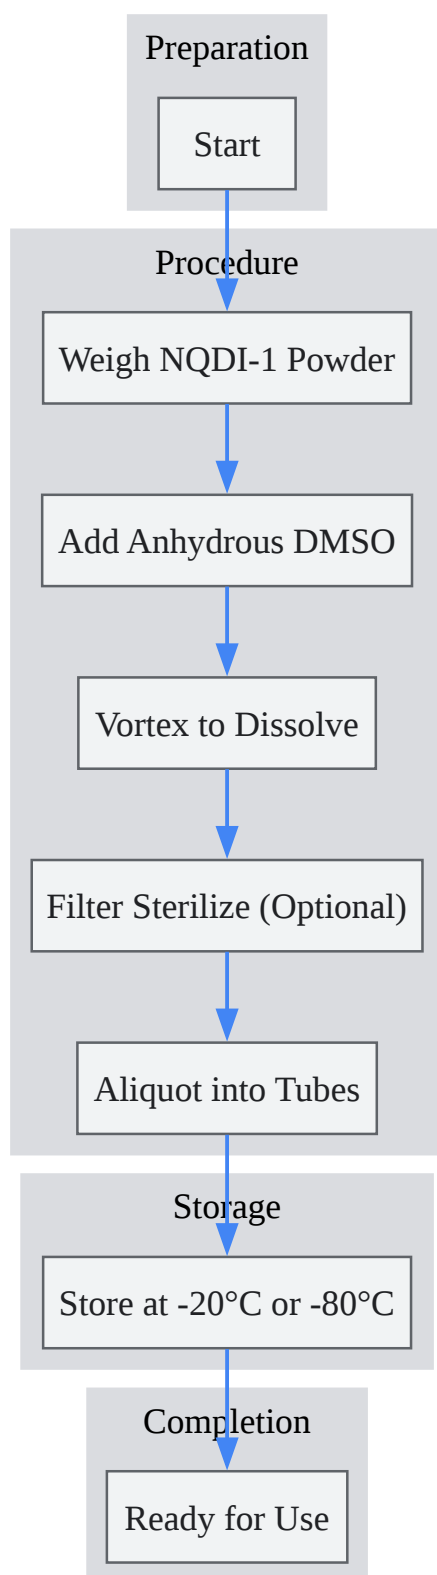 Preparation
Start
Procedure
Weigh NQDI-1 Powder
Add Anhydrous DMSO
Vortex to Dissolve
Filter Sterilize (Optional)
Aliquot into Tubes
Storage
Store at -20°C or -80°C
Completion
Ready for Use